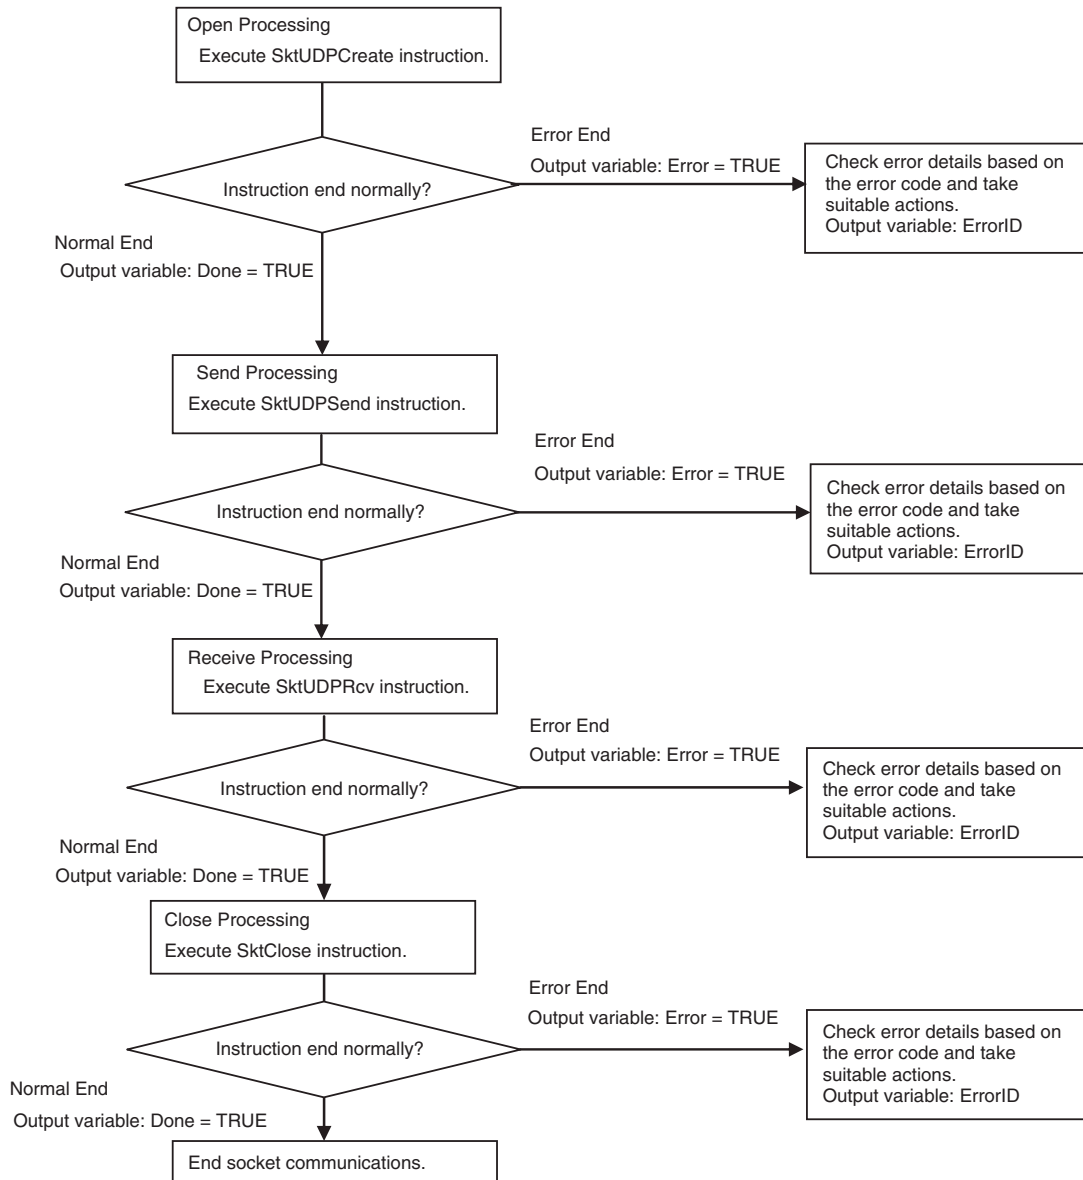 Open Processing
Execute SktUDPCreate instruction.
Instruction end normally?
Error End
Output variable: Error = TRUE
Check error details based on
the error code and take
suitable actions.
Output variable: ErrorID
Normal End
Output variable: Done = TRUE
Send Processing
Execute SktUDPSend instruction.
Instruction end normally?
Error End
Output variable: Error = TRUE
Check error details based on
the error code and take
suitable actions.
Output variable: ErrorID
Normal End
Output variable: Done = TRUE
Receive Processing
Execute SktUDPRcv instruction.
Instruction end normally?
Error End
Output variable: Error = TRUE
Check error details based on
the error code and take
suitable actions.
Output variable: ErrorID
Normal End
Output variable: Done = TRUE
Close Processing
Execute SktClose instruction.
Instruction end normally?
Error End
Output variable: Error = TRUE
Check error details based on
the error code and take
suitable actions.
Output variable: ErrorID
Normal End
Output variable: Done = TRUE
End socket communications.